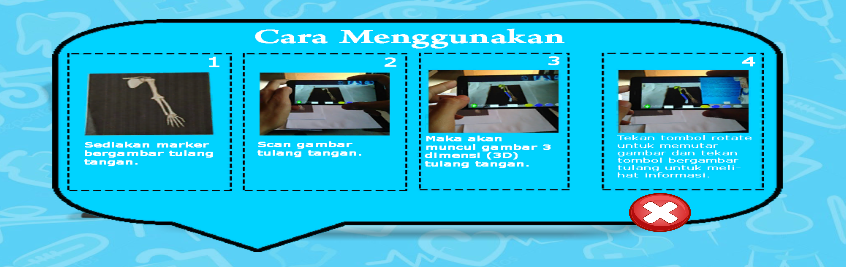 Cara Menggunakan
1
Sediakan marker
bergambar tulang
tangan.
2
Scan gambar
tulang tangan.
3
Maka akan
muncul gambar 3
dimensi (3D)
tulang tangan.
4
Tekan tombol rotate
untuk memutar
gambar dan tekan
tombol bergambar
tulang untuk meli-
hat informasi.